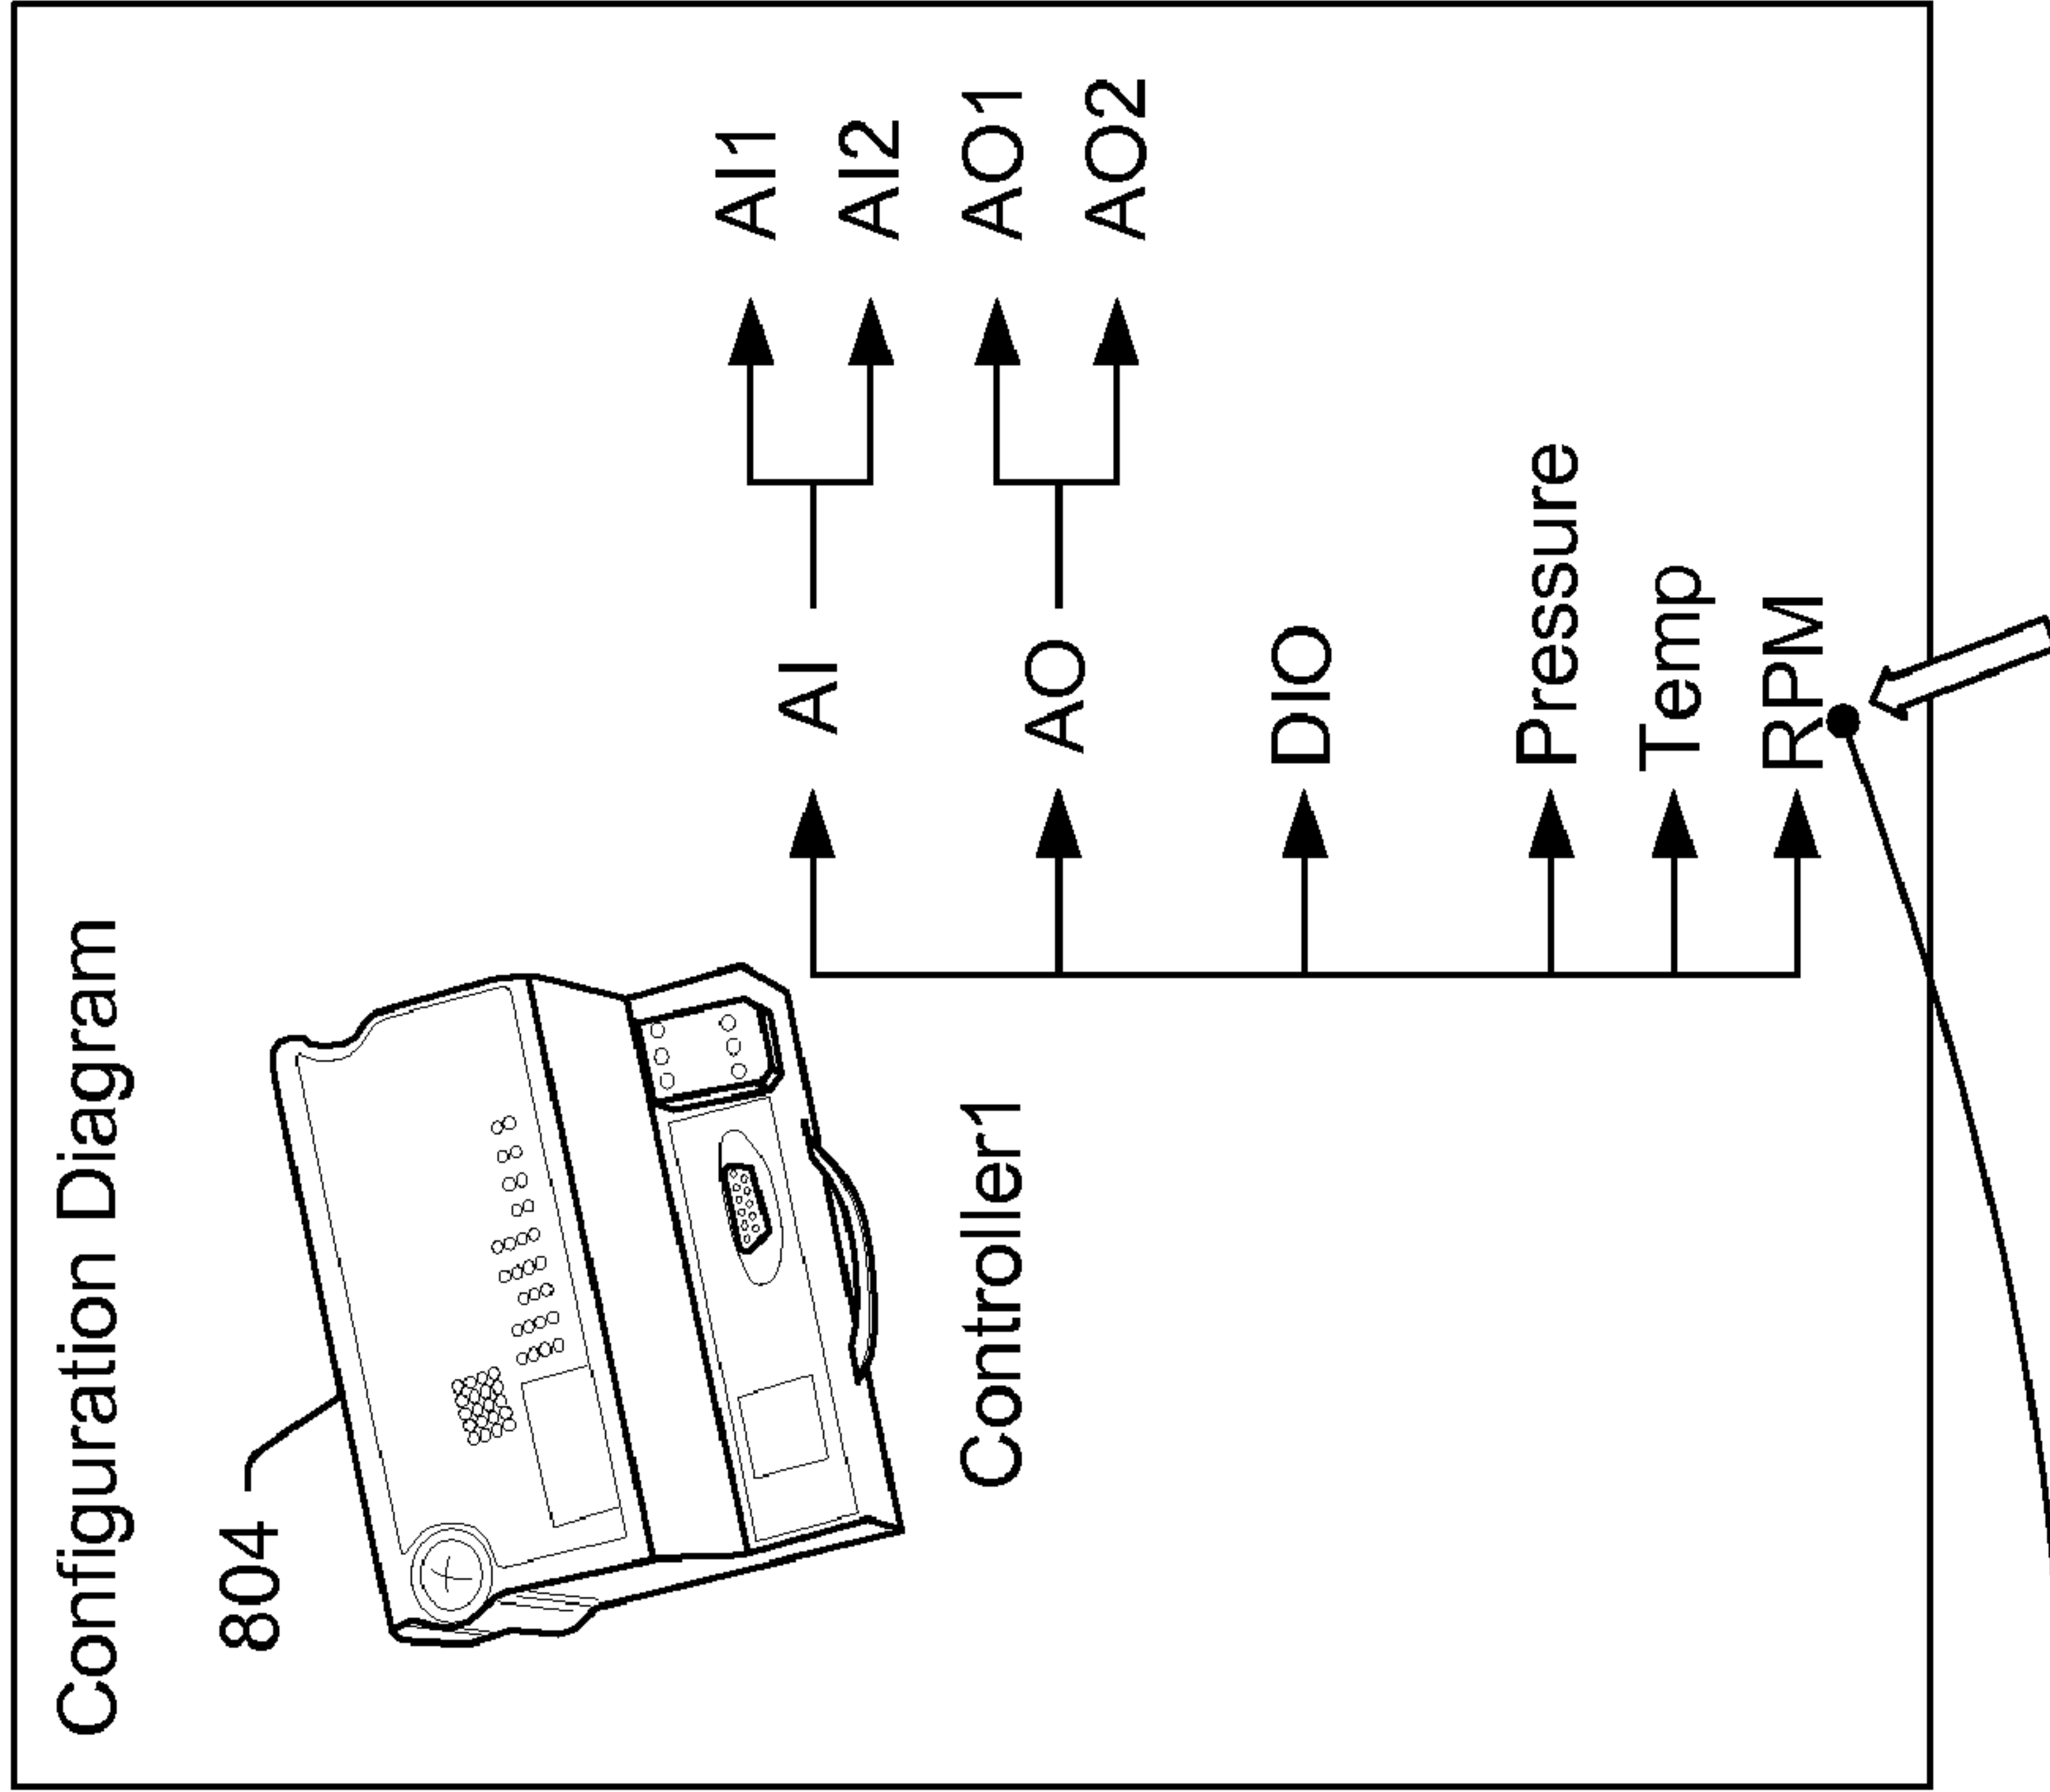 Configuration Diagram
804
Controller1
AI
AI1
AI2
AO
AO1
AO2
DIO
Pressure
Temp
RPM